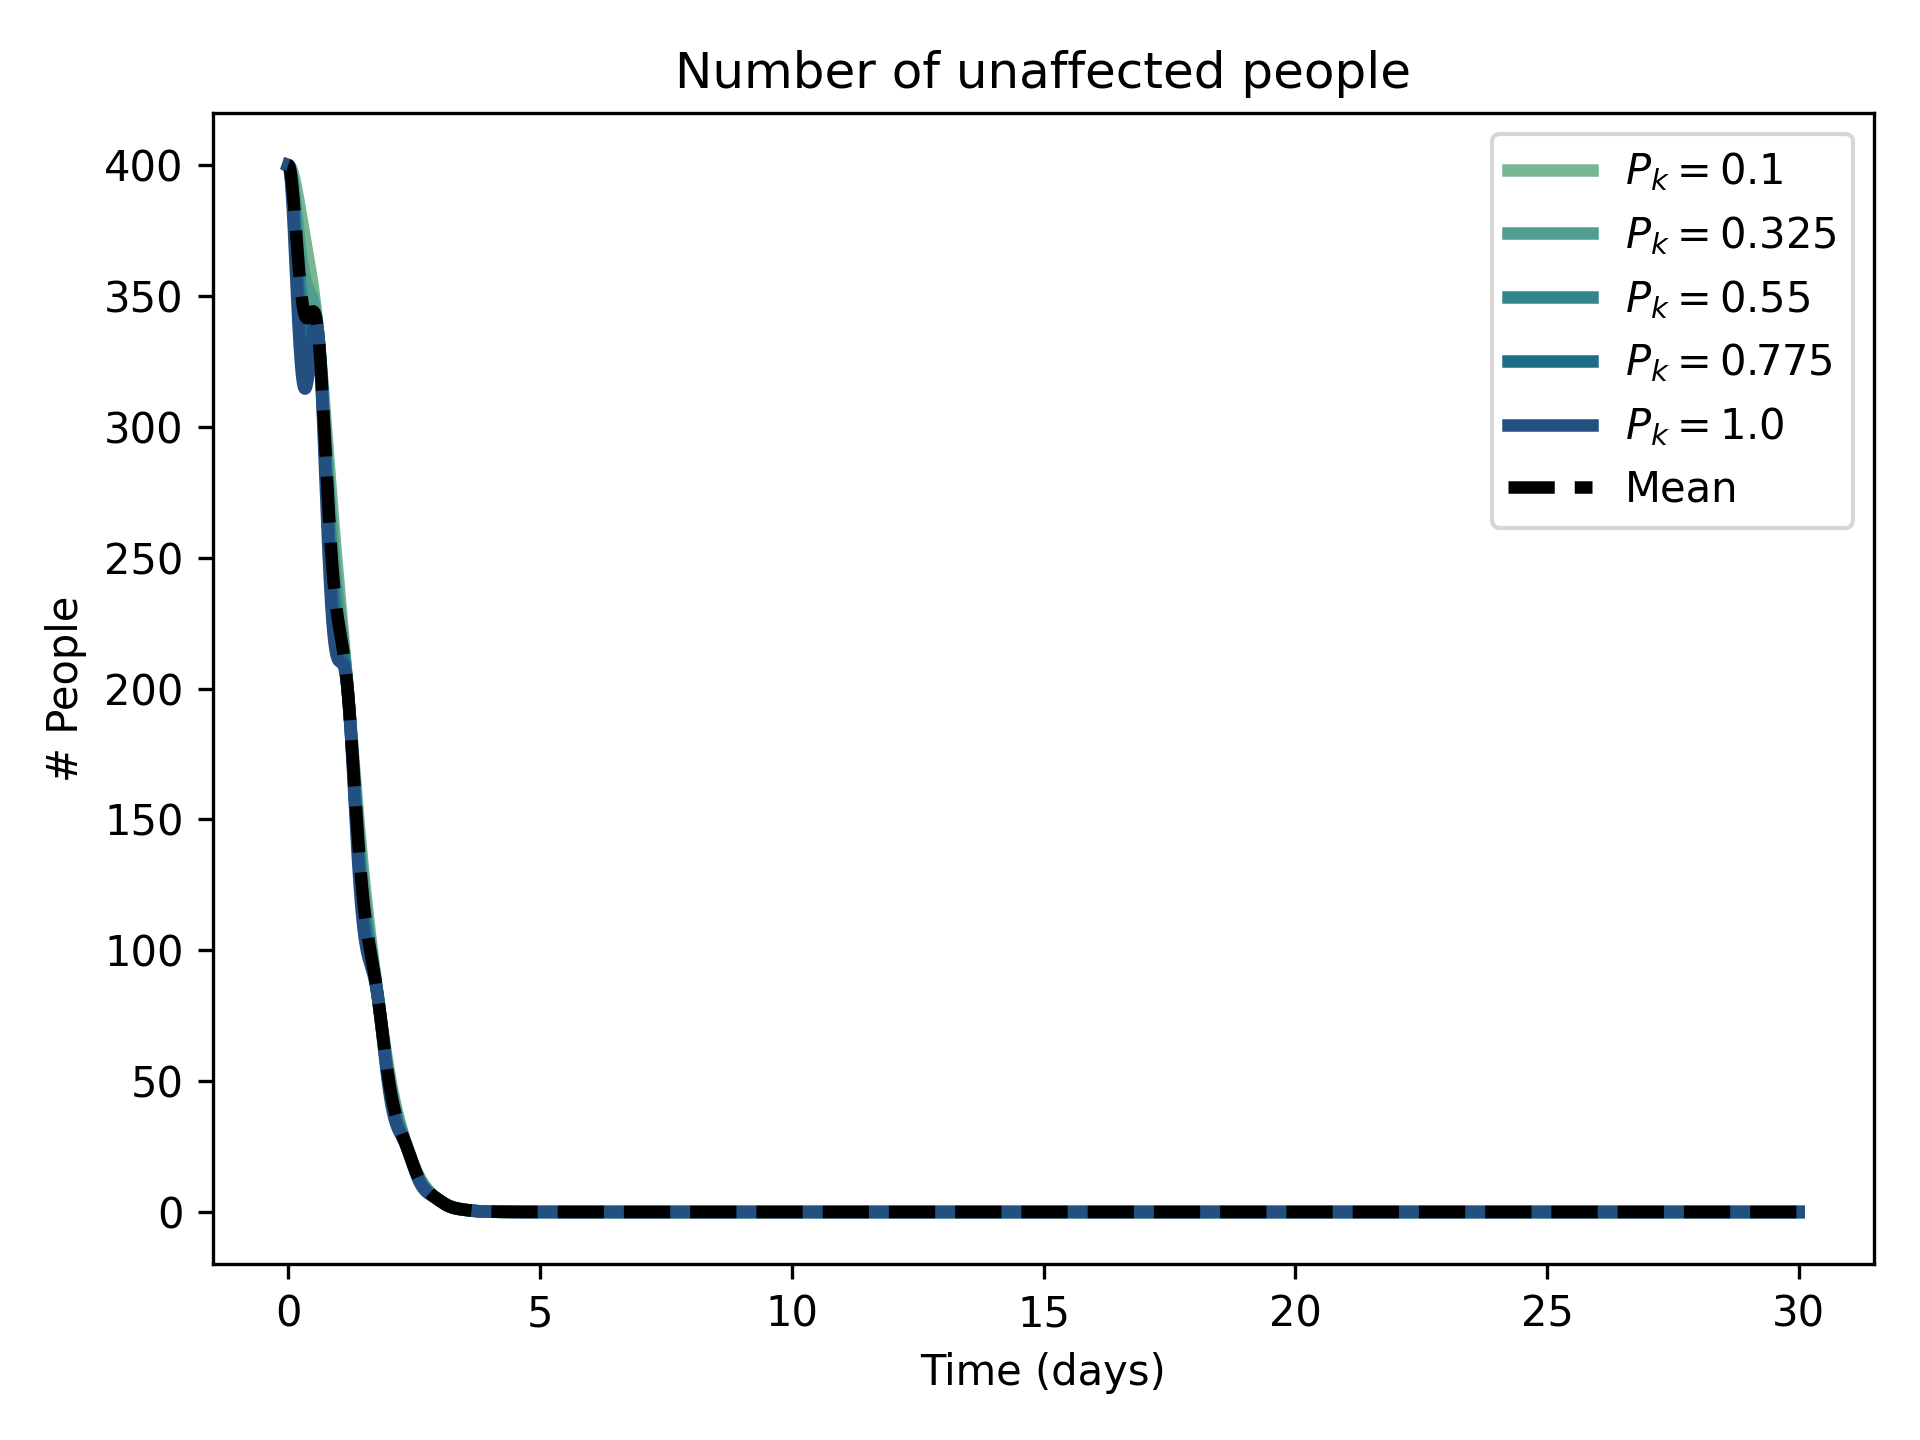 Number of unaffected people
400
350
300
250
200
150
100
50
0
# People
0 5 10 15 20 25 30
Time (days)
P_k = 0.1
P_k = 0.325
P_k = 0.55
P_k = 0.775
P_k = 1.0
Mean